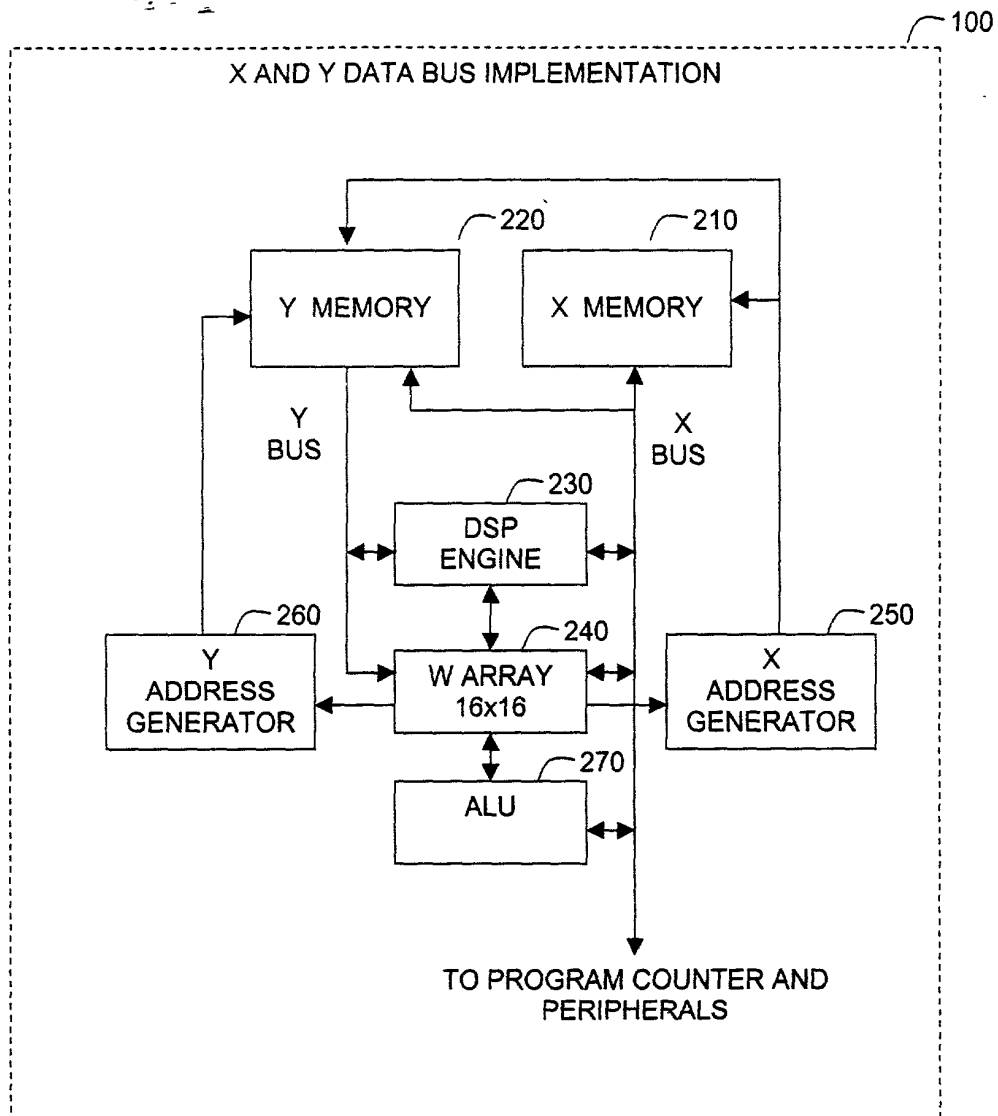 100
X AND Y DATA BUS IMPLEMENTATION
220
210
Y MEMORY
X MEMORY
Y
BUS
X
BUS
230
DSP
ENGINE
260
Y
ADDRESS
GENERATOR
240
W ARRAY
16x16
250
X
ADDRESS
GENERATOR
270
ALU
TO PROGRAM COUNTER AND
PERIPHERALS